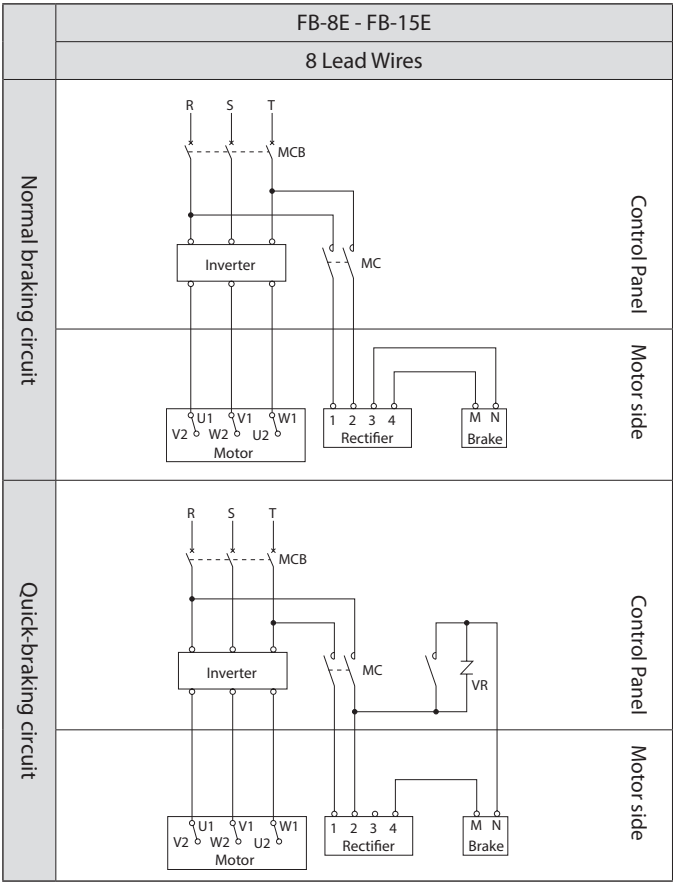 FB-8E - FB-15E
8 Lead Wires
Normal braking circuit
R S T
MCB
Inverter
MC
Control Panel
Motor side
U1 V1 W1
V2 W2 U2
Motor
1 2 3 4
Rectifier
M N
Brake
Quick-braking circuit
R S T
MCB
Inverter
MC
VR
Control Panel
Motor side
U1 V1 W1
V2 W2 U2
Motor
1 2 3 4
Rectifier
M N
Brake